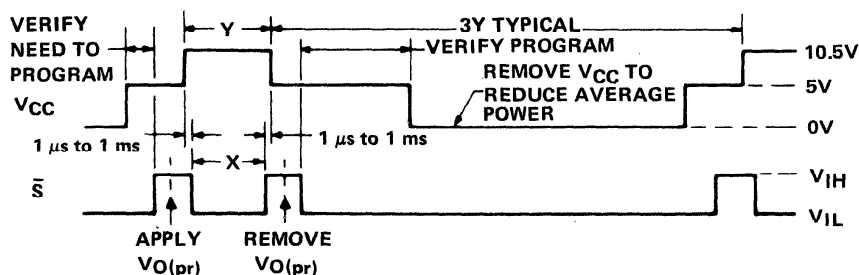 VERIFY
NEED TO
PROGRAM
Y
3Y TYPICAL
VERIFY PROGRAM
10.5V
REMOVE VCC TO
REDUCE AVERAGE
POWER
5V
VCC
0V
1 μs to 1 ms
1 μs to 1 ms
X
S̄
VIH
VIL
APPLY
VO(pr)
REMOVE
VO(pr)